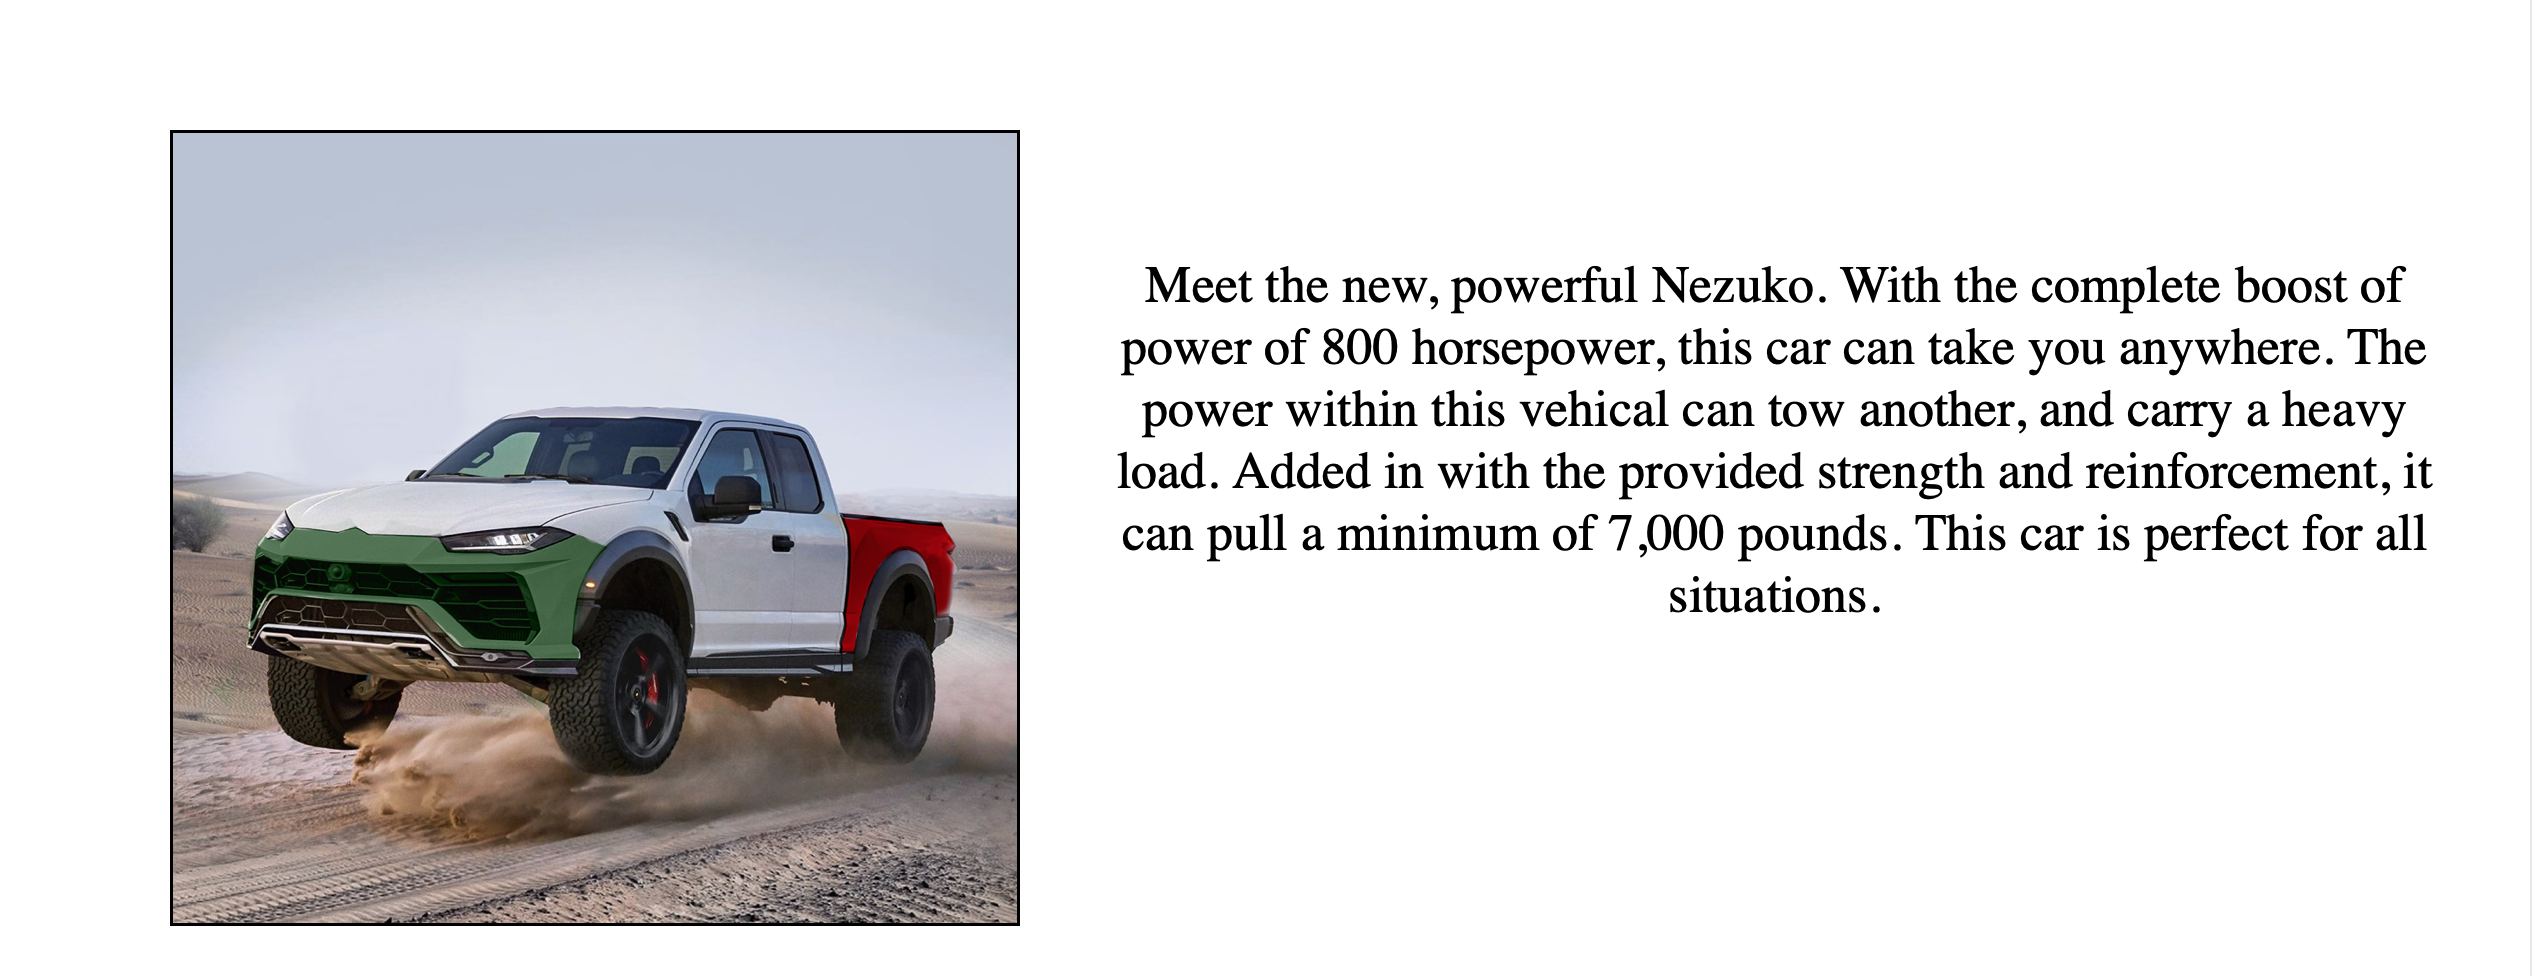 Meet the new, powerful Nezuko. With the complete boost of
power of 800 horsepower, this car can take you anywhere. The
power within this vehical can tow another, and carry a heavy
load. Added in with the provided strength and reinforcement, it
can pull a minimum of 7,000 pounds. This car is perfect for all
situations.